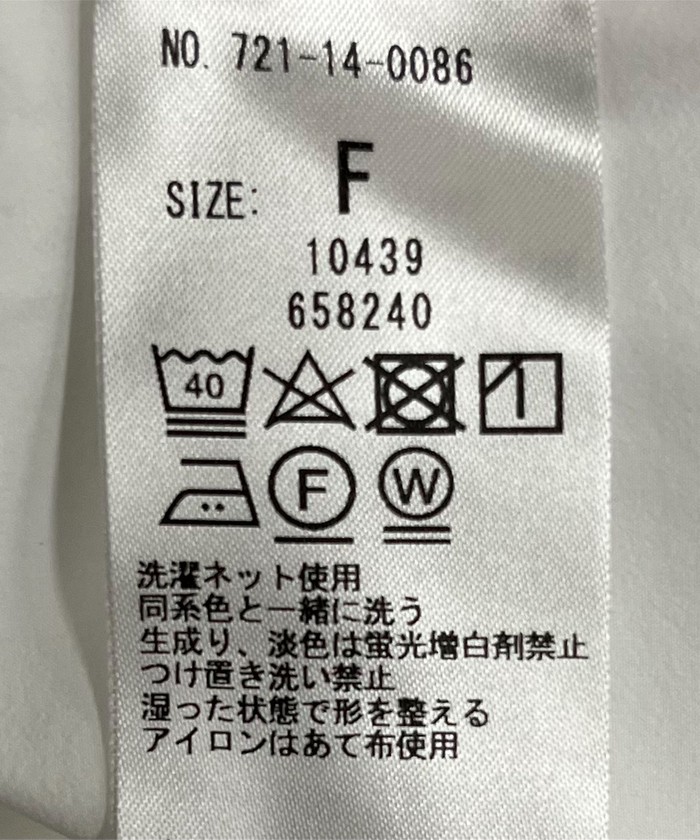 NO. 721-14-0086
SIZE: F
10439
658240
40
F W
洗濯ネット使用
同系色と一緒に洗う
生成り、淡色は蛍光増白剤禁止
つけ置き洗い禁止
湿った状態で形を整える
アイロンはあて布使用